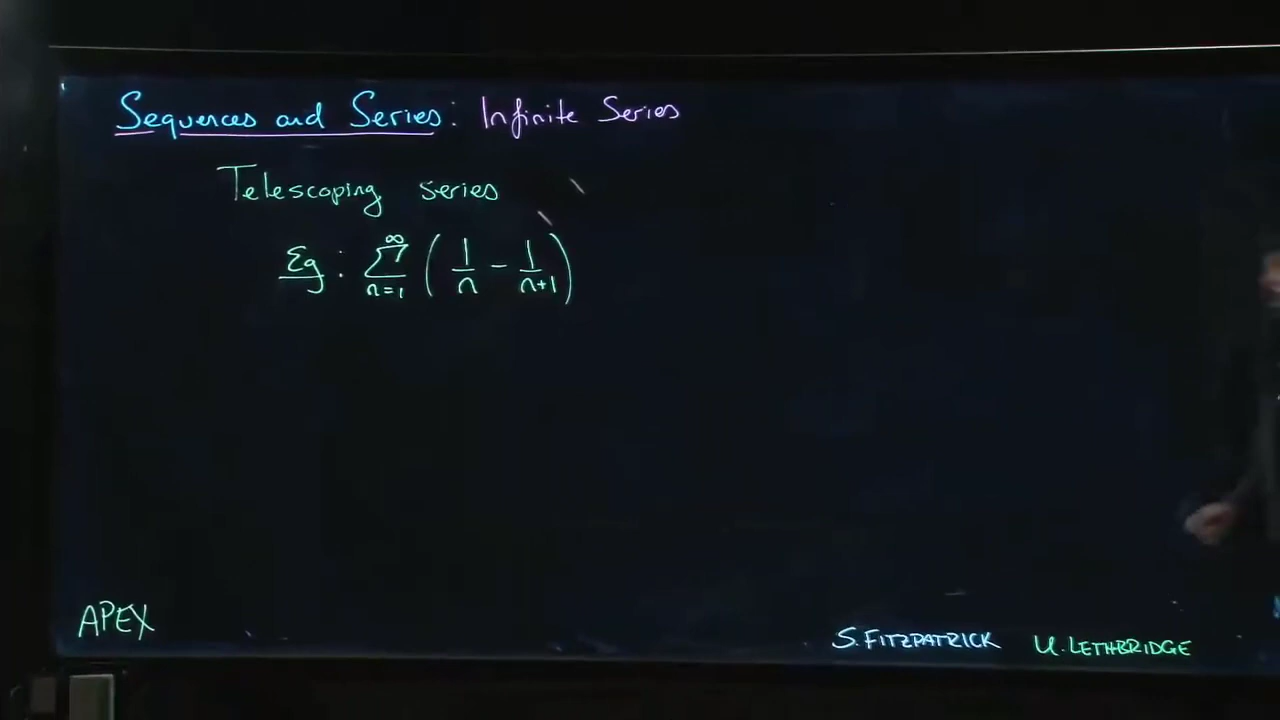 Sequences and Series: Infinite Series
Telescoping series
Eg: ∑_{n=1}^{∞} (1/n - 1/(n+1))
APEX
S. FITZPATRICK U. LETHBRIDGE